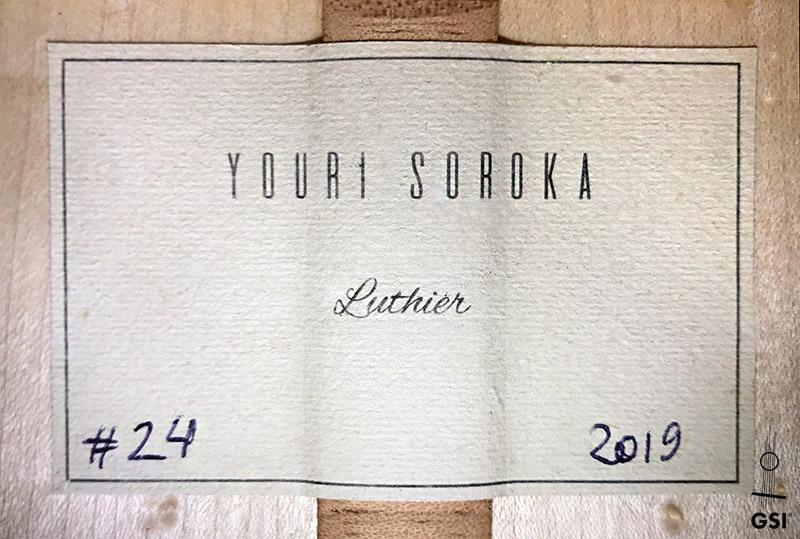 YOURI SOROKA
Luthier
#24 2019
GSI